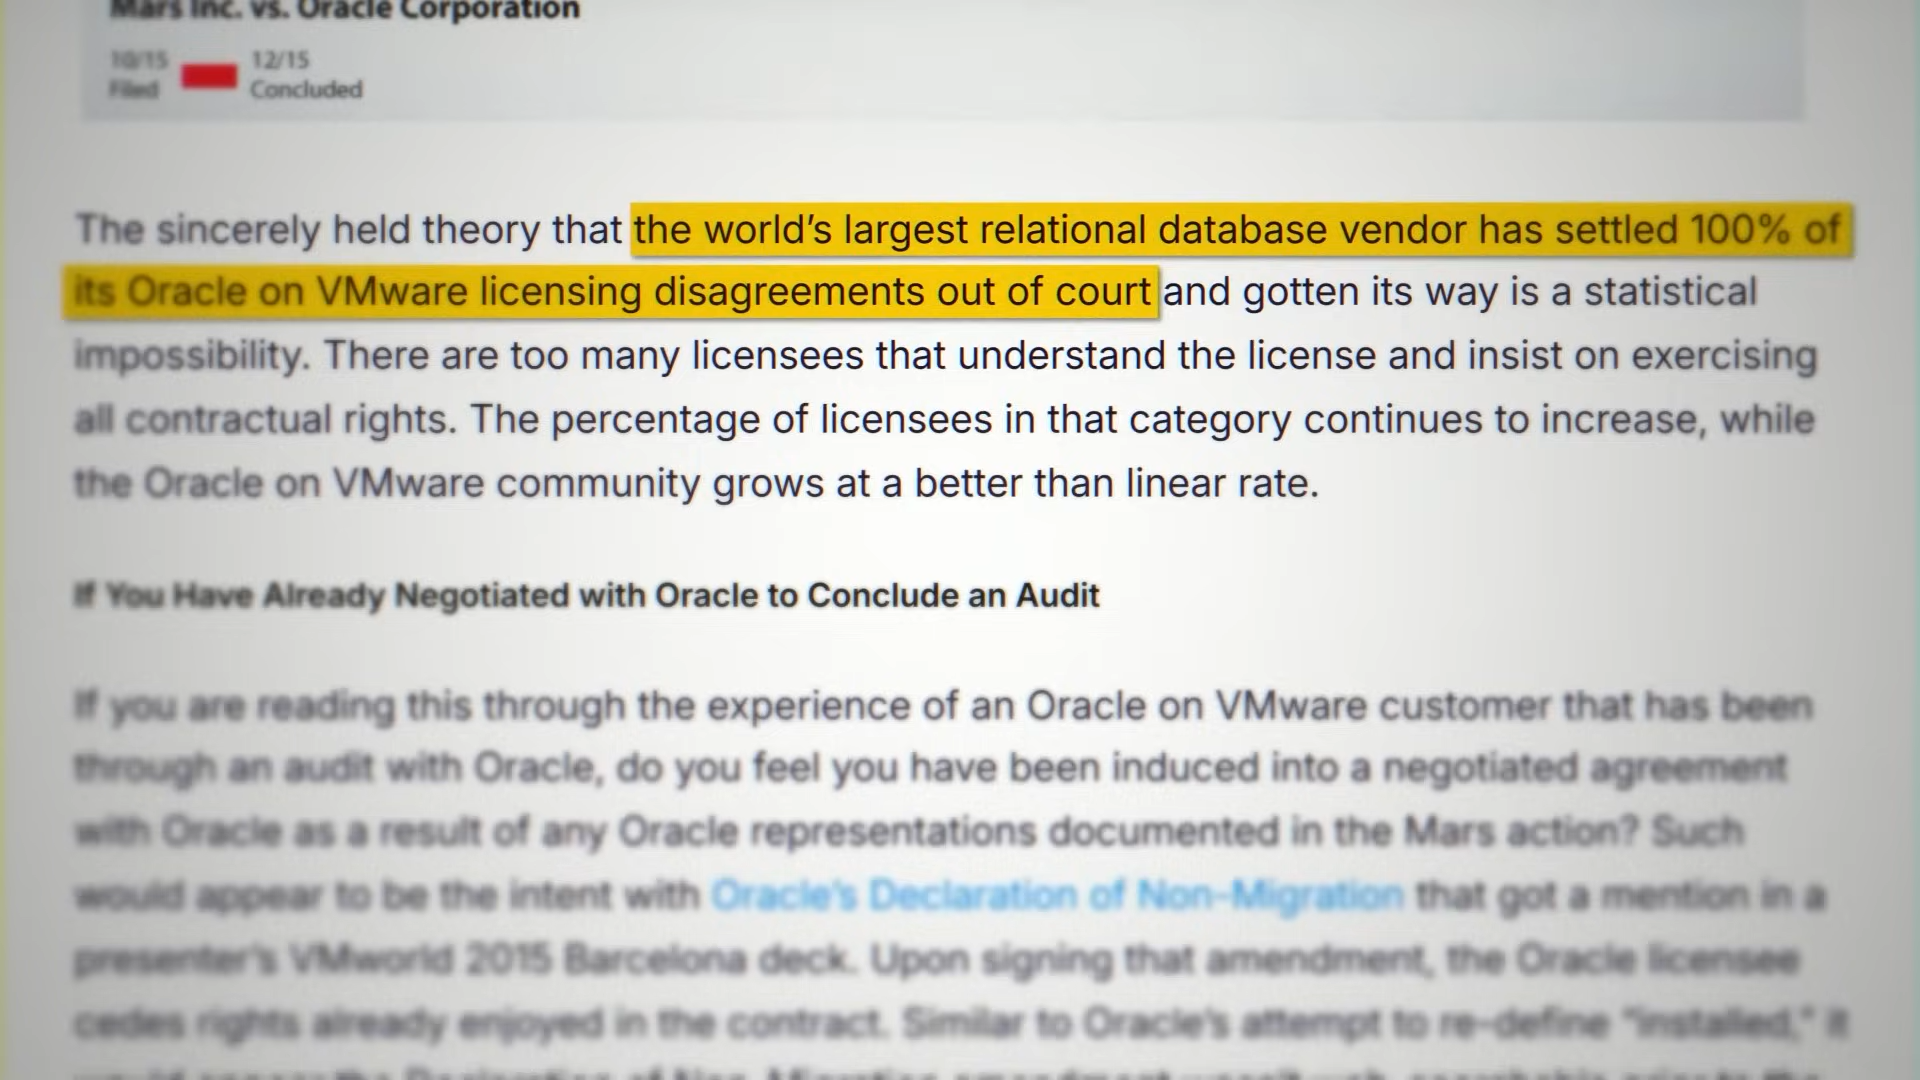 Mars Inc. vs. Oracle Corporation
10/15
12/15
Filed
Concluded
The sincerely held theory that the world’s largest relational database vendor has settled 100% of
its Oracle on VMware licensing disagreements out of court and gotten its way is a statistical
impossibility. There are too many licensees that understand the license and insist on exercising
all contractual rights. The percentage of licensees in that category continues to increase, while
the Oracle on VMware community grows at a better than linear rate.
If You Have Already Negotiated with Oracle to Conclude an Audit
If you are reading this through the experience of an Oracle on VMware customer that has been
through an audit with Oracle, do you feel you have been induced into a negotiated agreement
with Oracle as a result of any Oracle representations documented in the Mars action? Such
would appear to be the intent with Oracle’s Declaration of Non-Migration that got a mention in a
presenter’s VMworld 2015 Barcelona deck. Upon signing that amendment, the Oracle licensee
cedes rights already enjoyed in the contract. Similar to Oracle’s attempt to re-define “installed,” it